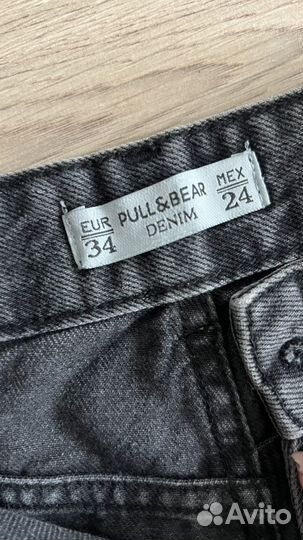 EUR PULL&BEAR MEX
34 DENIM 24
Avito